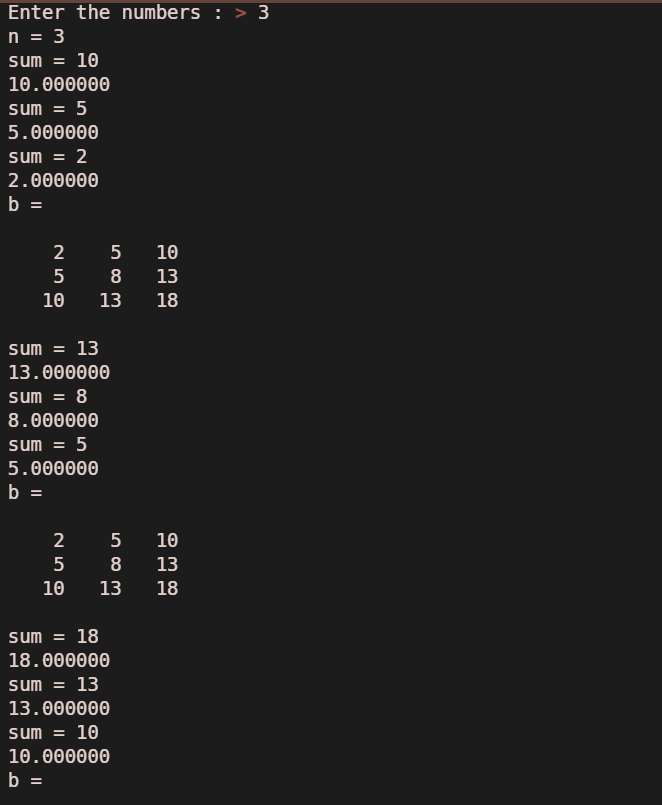 Enter the numbers : > 3
n = 3
sum = 10
10.000000
sum = 5
5.000000
sum = 2
2.000000
b =
2 5 10
5 8 13
10 13 18
sum = 13
13.000000
sum = 8
8.000000
sum = 5
5.000000
b =
2 5 10
5 8 13
10 13 18
sum = 18
18.000000
sum = 13
13.000000
sum = 10
10.000000
b =